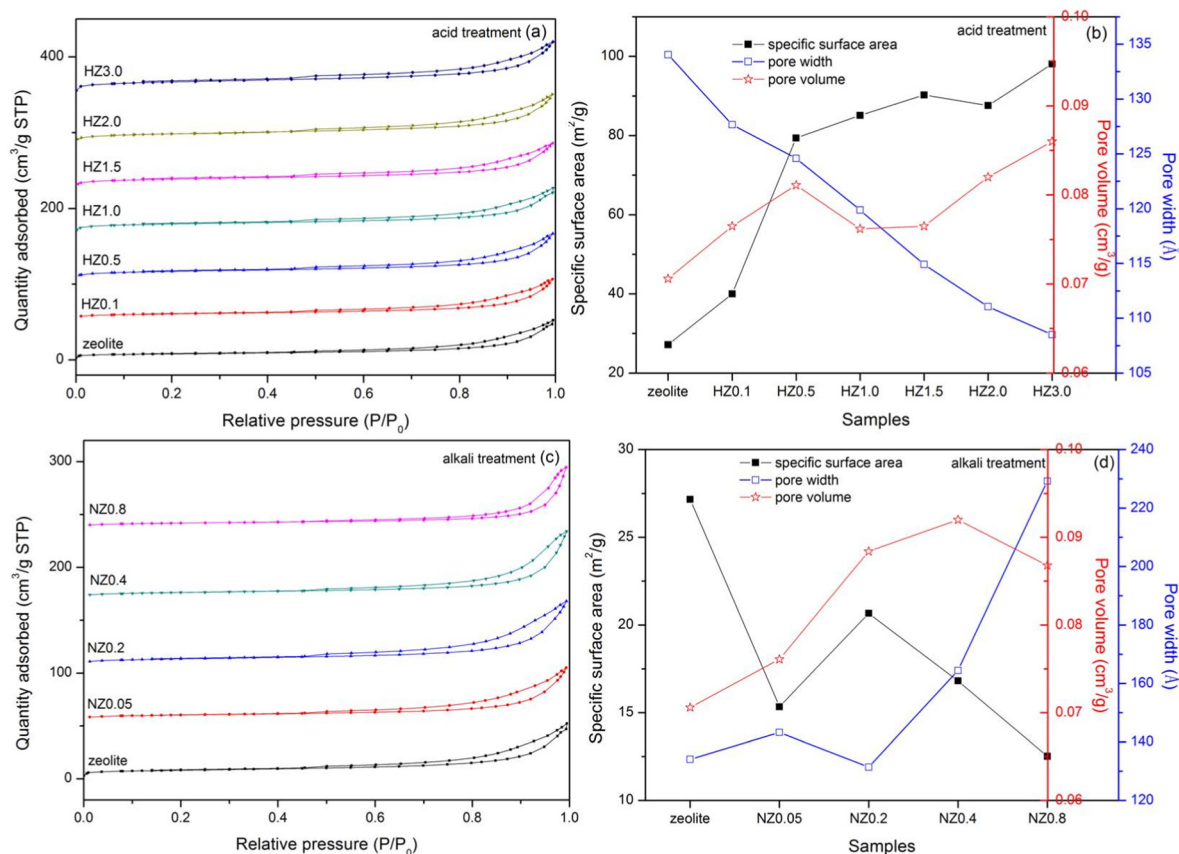 acid treatment (a)
HZ3.0
HZ2.0
HZ1.5
HZ1.0
HZ0.5
HZ0.1
zeolite
400
200
0
Quantity adsorbed (cm³/g STP)
0.0 0.2 0.4 0.6 0.8 1.0
Relative pressure (P/P₀)
acid treatment (b)
specific surface area
pore width
pore volume
100
80
60
40
20
Specific surface area (m²/g)
zeolite HZ0.1 HZ0.5 HZ1.0 HZ1.5 HZ2.0 HZ3.0
Samples
0.10
0.09
0.08
0.07
0.06
Pore volume (cm³/g)
135
130
125
120
115
110
105
Pore width (Å)
alkali treatment (c)
NZ0.8
NZ0.4
NZ0.2
NZ0.05
zeolite
300
200
100
0
Quantity adsorbed (cm³/g STP)
0.0 0.2 0.4 0.6 0.8 1.0
Relative pressure (P/P₀)
alkali treatment (d)
specific surface area
pore width
pore volume
30
25
20
15
10
Specific surface area (m²/g)
zeolite NZ0.05 NZ0.2 NZ0.4 NZ0.8
Samples
0.10
0.09
0.08
0.07
0.06
Pore volume (cm³/g)
240
220
200
180
160
140
120
Pore width (Å)